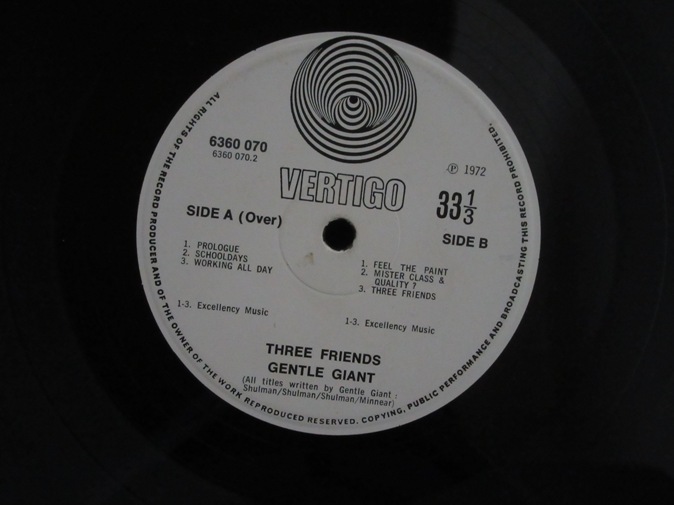 ALL RIGHTS OF THE RECORD PRODUCER AND OF THE OWNER OF THE WORK REPRODUCED RESERVED. COPYING, PUBLIC PERFORMANCE AND BROADCASTING THIS RECORD PROHIBITED.
6360 070
6360 070.2
VERTIGO
℗ 1972
33 1/3
SIDE A (Over)
SIDE B
1. PROLOGUE
2. SCHOOLDAYS
3. WORKING ALL DAY
1. FEEL THE PAINT
2. MISTER CLASS &
QUALITY ?
3. THREE FRIENDS
1-3. Excellency Music
1-3. Excellency Music
THREE FRIENDS
GENTLE GIANT
(All titles written by Gentle Giant :
Shulman/Shulman/Shulman/Minnear)